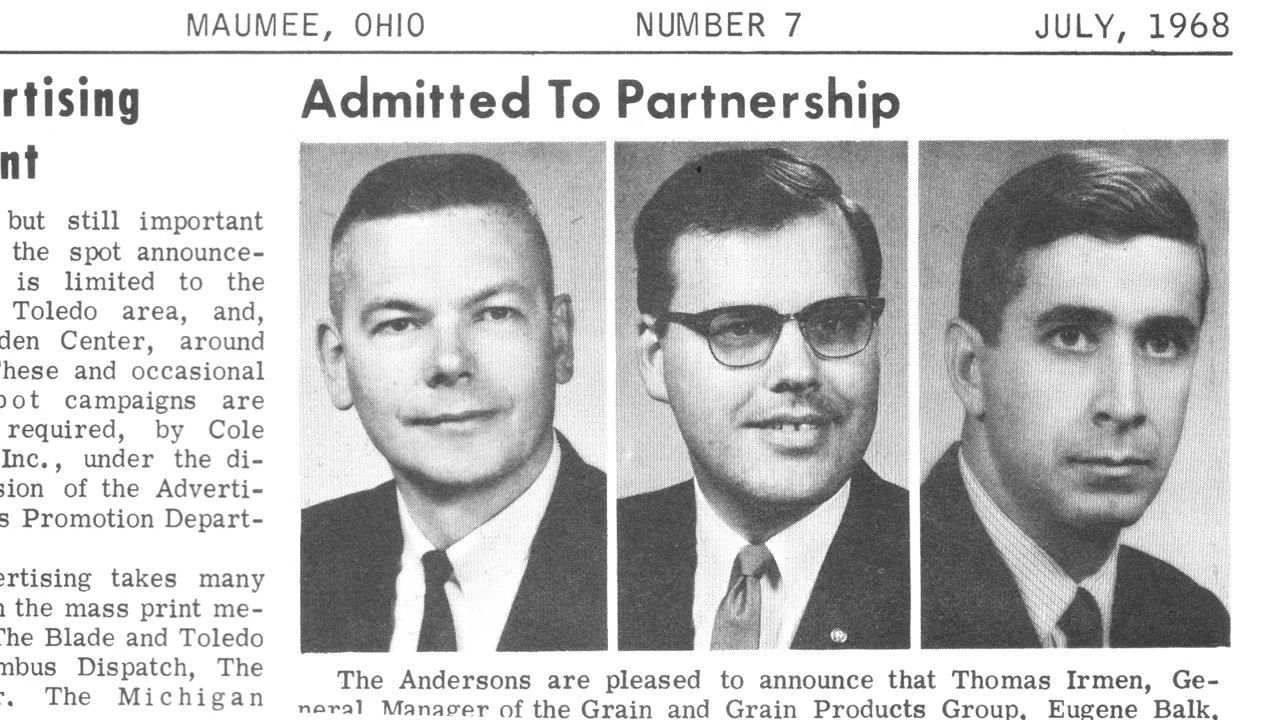 MAUMEE, OHIO NUMBER 7 JULY, 1968
rtising
nt
but still important
the spot announce-
is limited to the
Toledo area, and,
den Center, around
These and occasional
pot campaigns are
required, by Cole
Inc., under the di-
sion of the Adverti-
s Promotion Depart-
ertising takes many
n the mass print me-
The Blade and Toledo
mbus Dispatch, The
r. The Michigan
Admitted To Partnership
The Andersons are pleased to announce that Thomas Irmen, Ge-
neral Manager of the Grain and Grain Products Group, Eugene Balk,